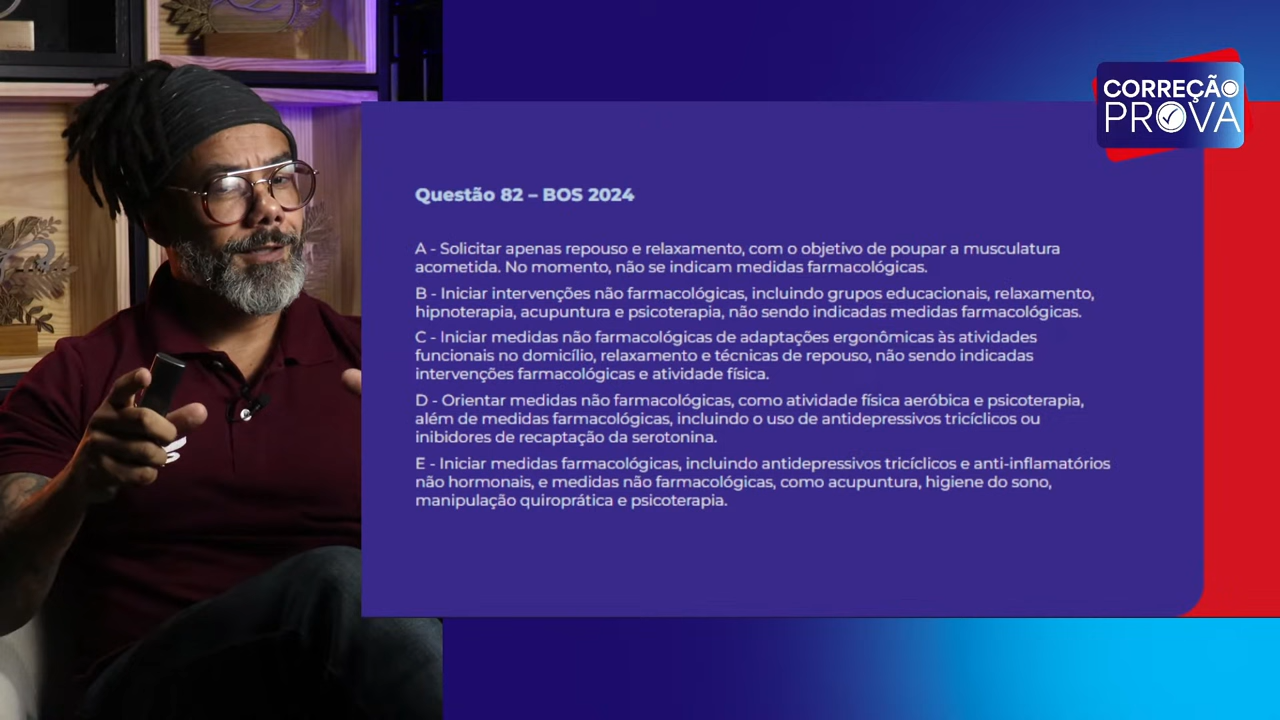 CORREÇÃO
PROVA
Questão 82 – BOS 2024
A - Solicitar apenas repouso e relaxamento, com o objetivo de poupar a musculatura
acometida. No momento, não se indicam medidas farmacológicas.
B - Iniciar intervenções não farmacológicas, incluindo grupos educacionais, relaxamento,
hipnoterapia, acupuntura e psicoterapia, não sendo indicadas medidas farmacológicas.
C - Iniciar medidas não farmacológicas de adaptações ergonômicas às atividades
funcionais no domicílio, relaxamento e técnicas de repouso, não sendo indicadas
intervenções farmacológicas e atividade física.
D - Orientar medidas não farmacológicas, como atividade física aeróbica e psicoterapia,
além de medidas farmacológicas, incluindo o uso de antidepressivos tricíclicos ou
inibidores de recaptação da serotonina.
E - Iniciar medidas farmacológicas, incluindo antidepressivos tricíclicos e anti-inflamatórios
não hormonais, e medidas não farmacológicas, como acupuntura, higiene do sono,
manipulação quiroprática e psicoterapia.